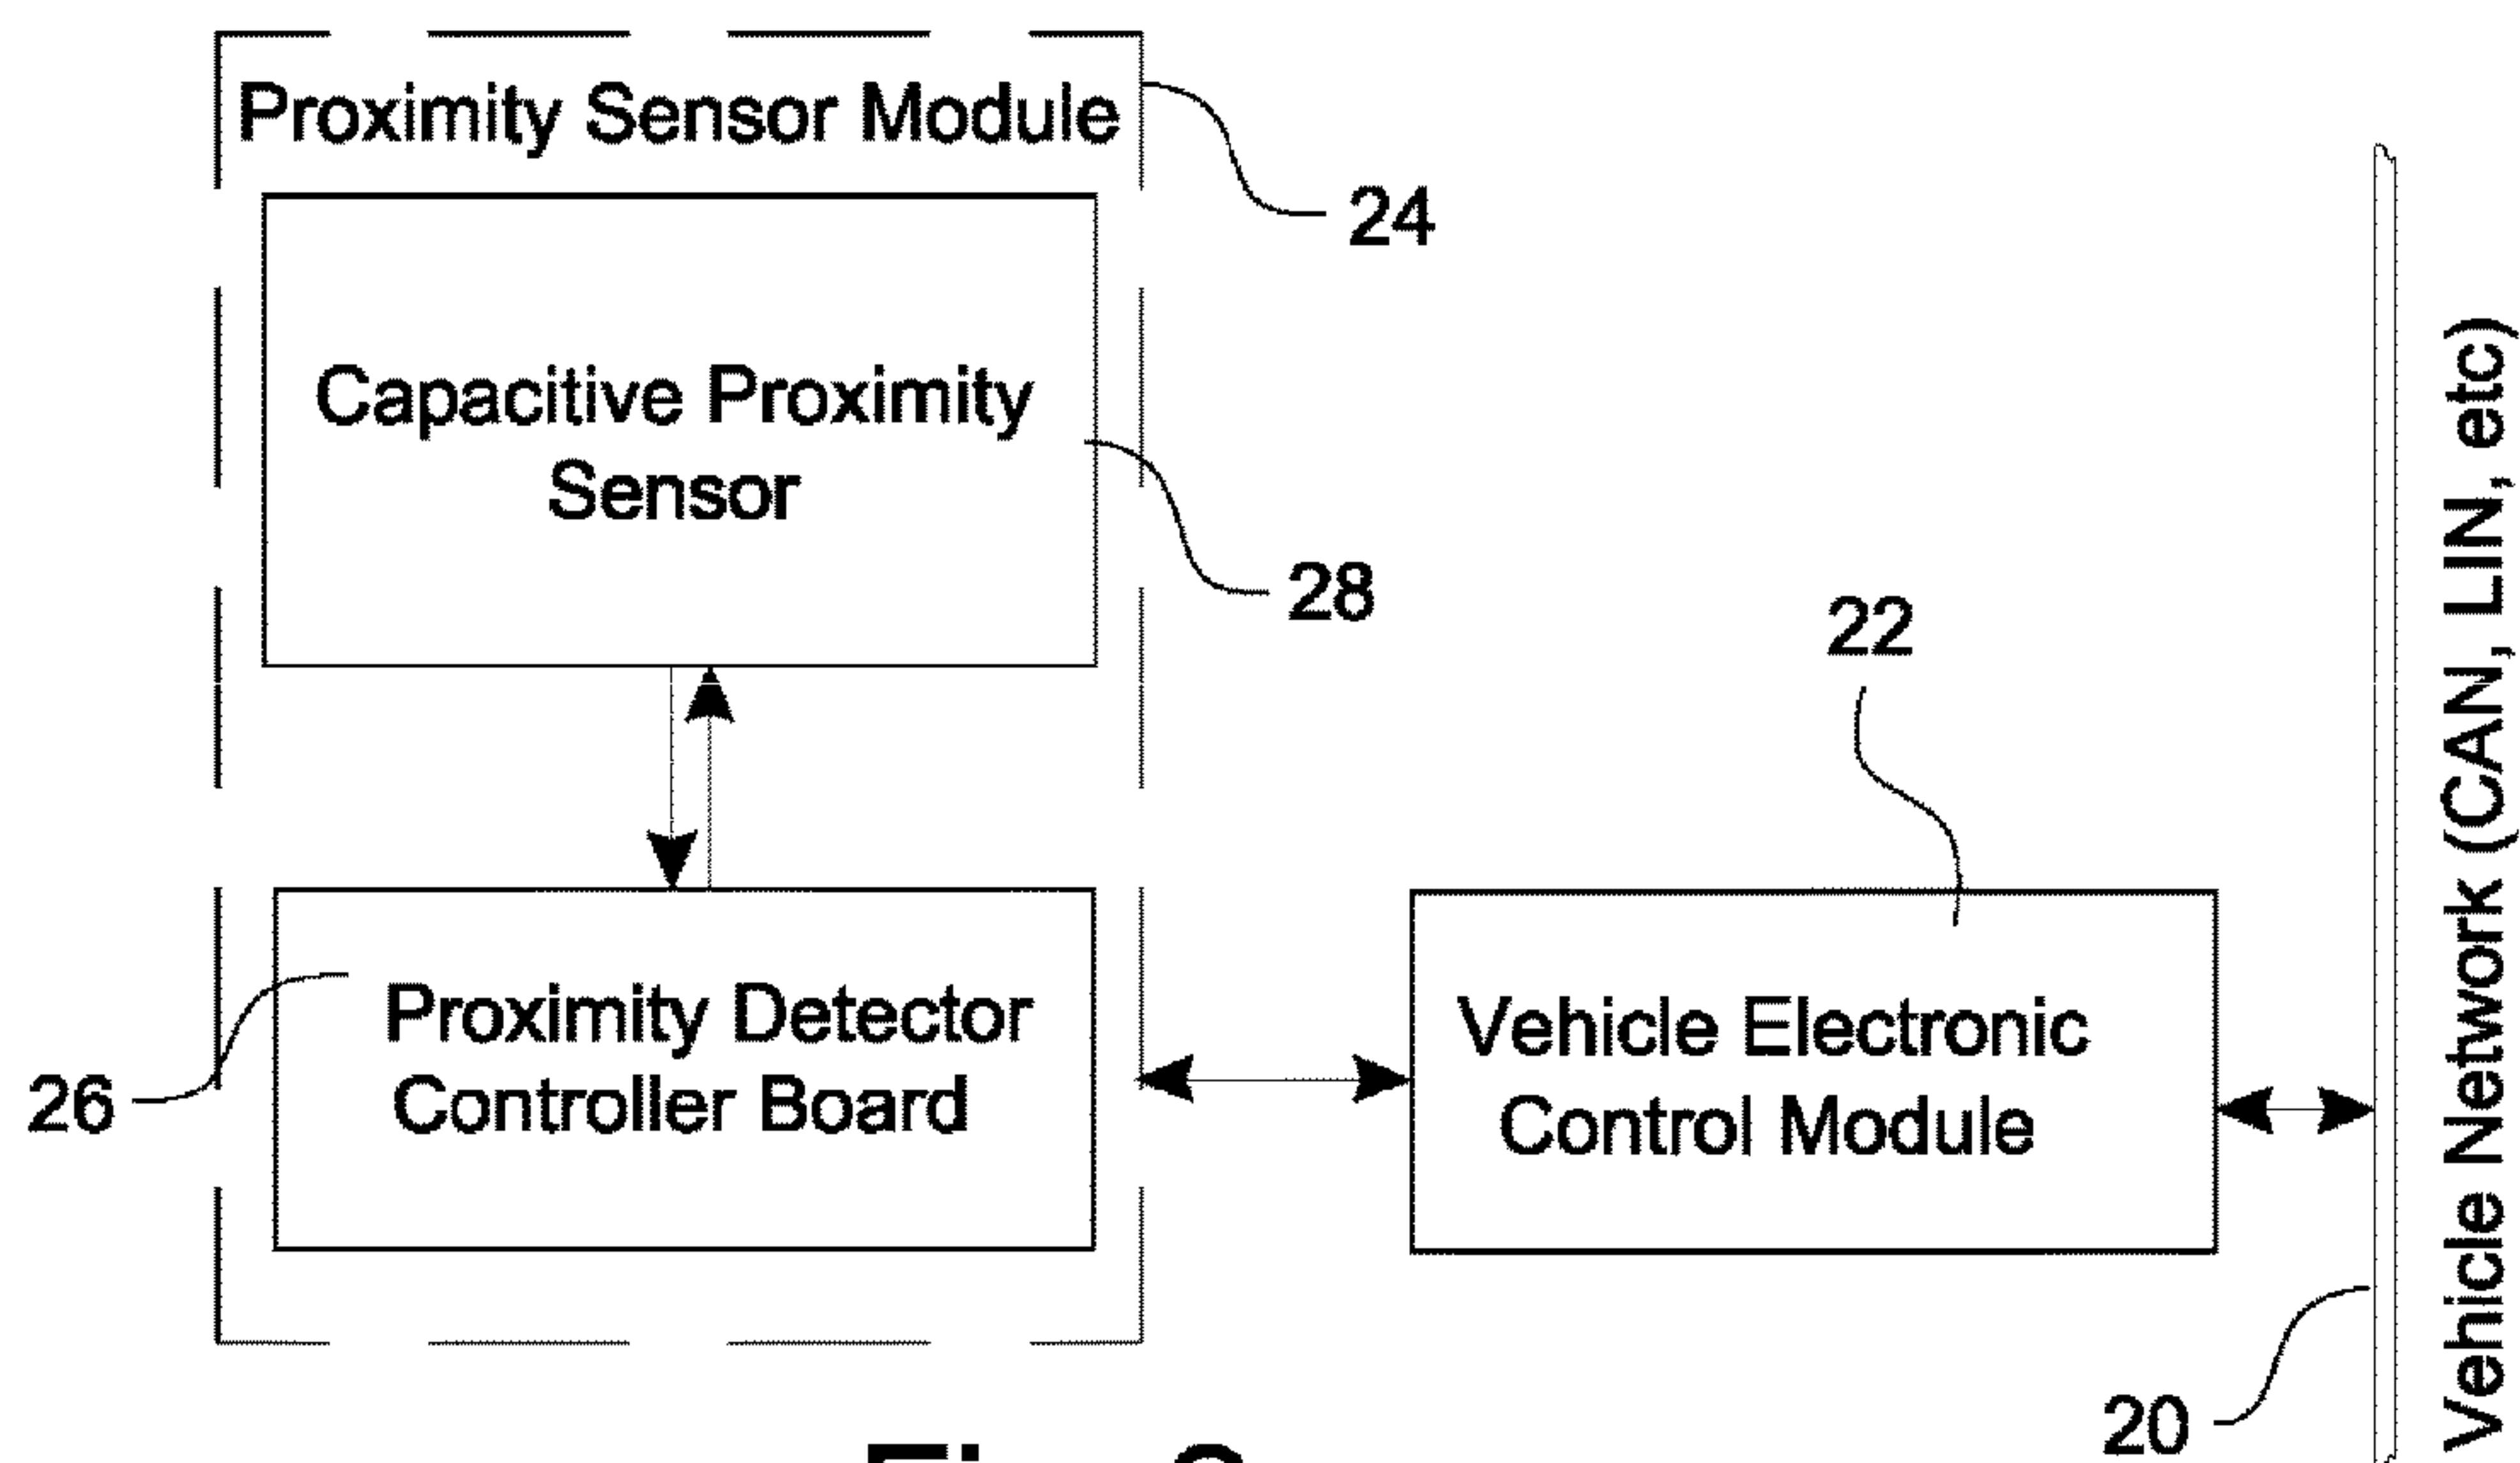 Proximity Sensor Module
24
Capacitive Proximity
Sensor
28
22
Proximity Detector
Controller Board
26
Vehicle Electronic
Control Module
20
Vehicle Network (CAN, LIN, etc)